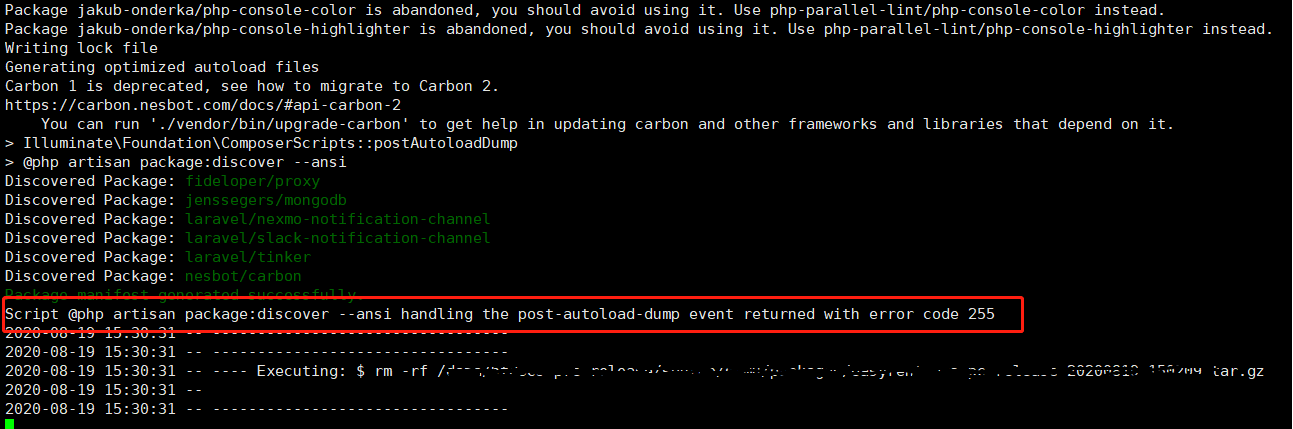 Package jakub-onderka/php-console-color is abandoned, you should avoid using it. Use php-parallel-lint/php-console-color instead.
Package jakub-onderka/php-console-highlighter is abandoned, you should avoid using it. Use php-parallel-lint/php-console-highlighter instead.
Writing lock file
Generating optimized autoload files
Carbon 1 is deprecated, see how to migrate to Carbon 2.
https://carbon.nesbot.com/docs/#api-carbon-2
    You can run './vendor/bin/upgrade-carbon' to get help in updating carbon and other frameworks and libraries that depend on it.
> Illuminate\Foundation\ComposerScripts::postAutoloadDump
> @php artisan package:discover --ansi
Discovered Package: fideloper/proxy
Discovered Package: jenssegers/mongodb
Discovered Package: laravel/nexmo-notification-channel
Discovered Package: laravel/slack-notification-channel
Discovered Package: laravel/tinker
Discovered Package: nesbot/carbon
Package manifest generated successfully.
Script @php artisan package:discover --ansi handling the post-autoload-dump event returned with error code 255
2020-08-19 15:30:31 -- ----------------------------------
2020-08-19 15:30:31 -- ----------------------------------
2020-08-19 15:30:31 -- ---- Executing: $ rm -rf tar.gz
2020-08-19 15:30:31 --
2020-08-19 15:30:31 -- ----------------------------------